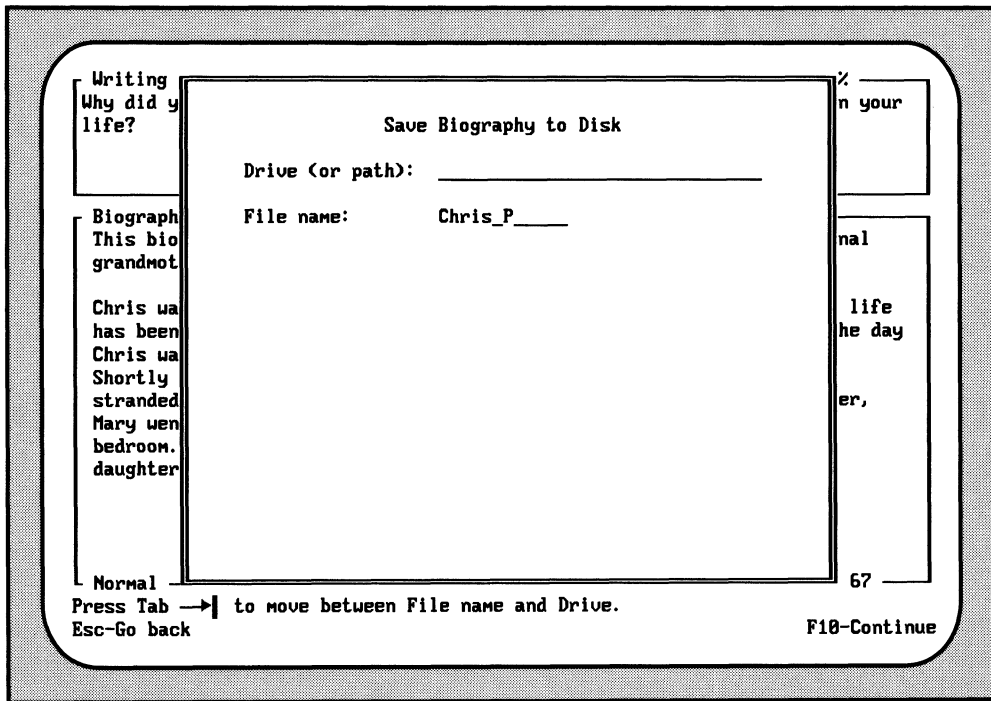 Writing %
Why did y n your
life?
Save Biography to Disk
Drive (or path): ____________________
File name: Chris_P_____
Biograph
This bio nal
grandmot
Chris wa life
has been he day
Chris wa
Shortly
stranded er,
Mary wen
bedroom.
daughter
Normal 67
Press Tab →| to move between File name and Drive.
Esc-Go back F10-Continue